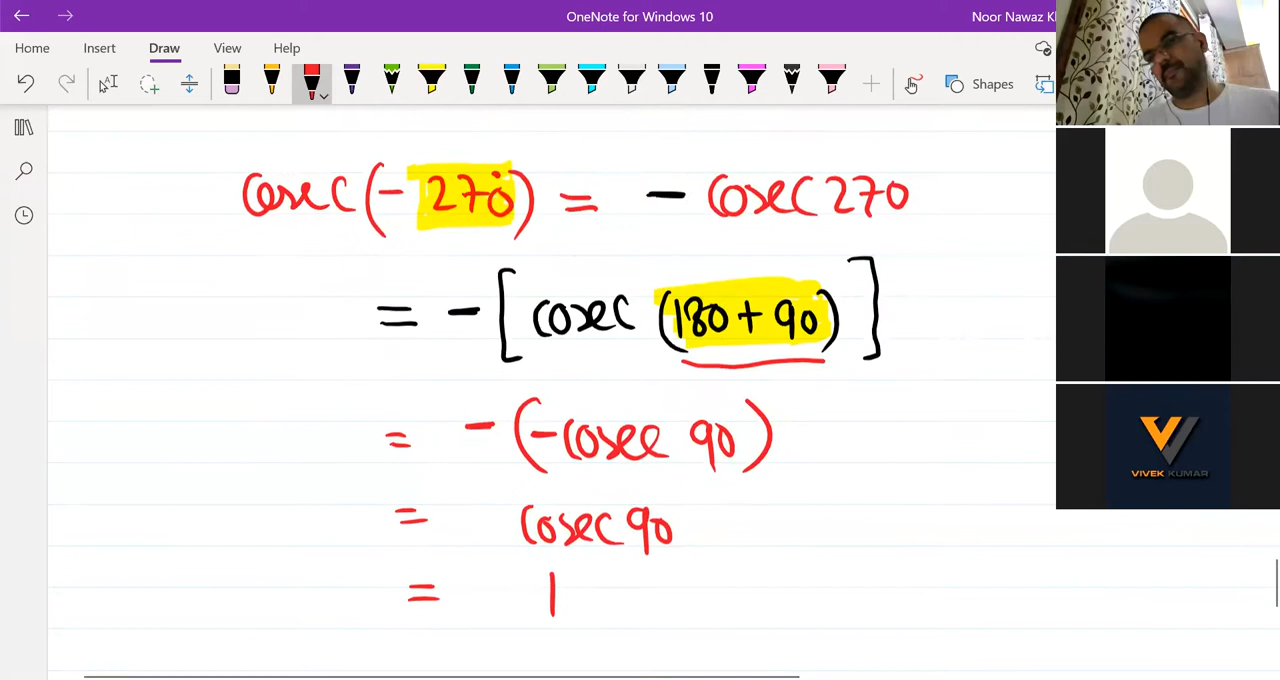 OneNote for Windows 10
Noor Nawaz Kh
Home Insert Draw View Help
Shapes
cosec(- 270°) = - cosec 270
= - [cosec (180 + 90)]
= - (-cosec 90)
= cosec 90
= 1
VIVEK KUMAR